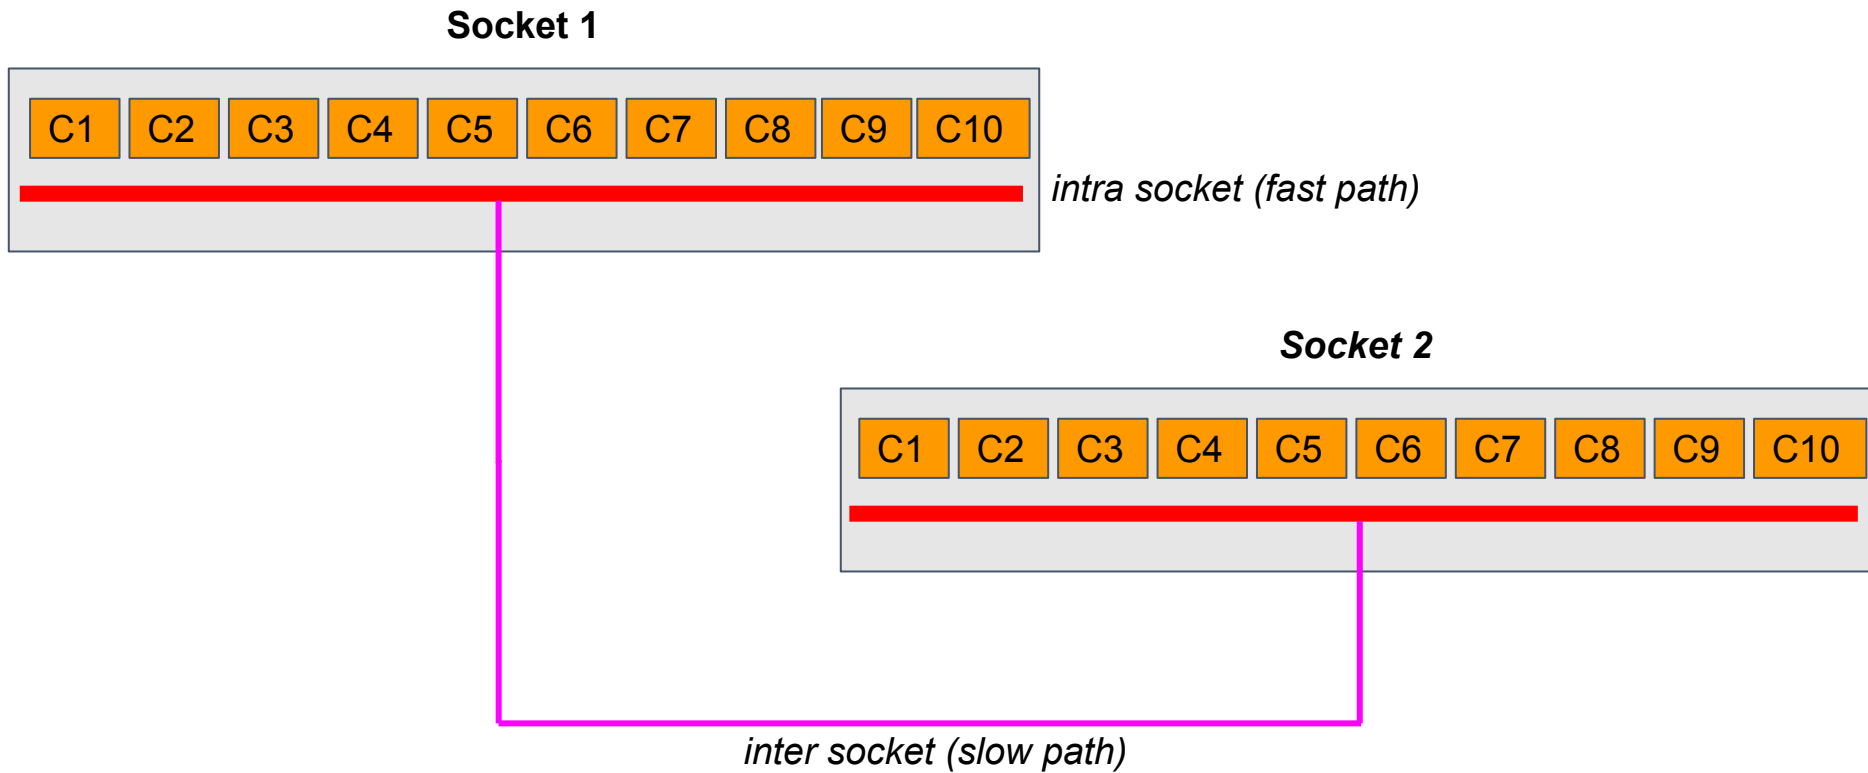 Socket 1
C1 C2 C3 C4 C5 C6 C7 C8 C9 C10
intra socket (fast path)
Socket 2
C1 C2 C3 C4 C5 C6 C7 C8 C9 C10
inter socket (slow path)